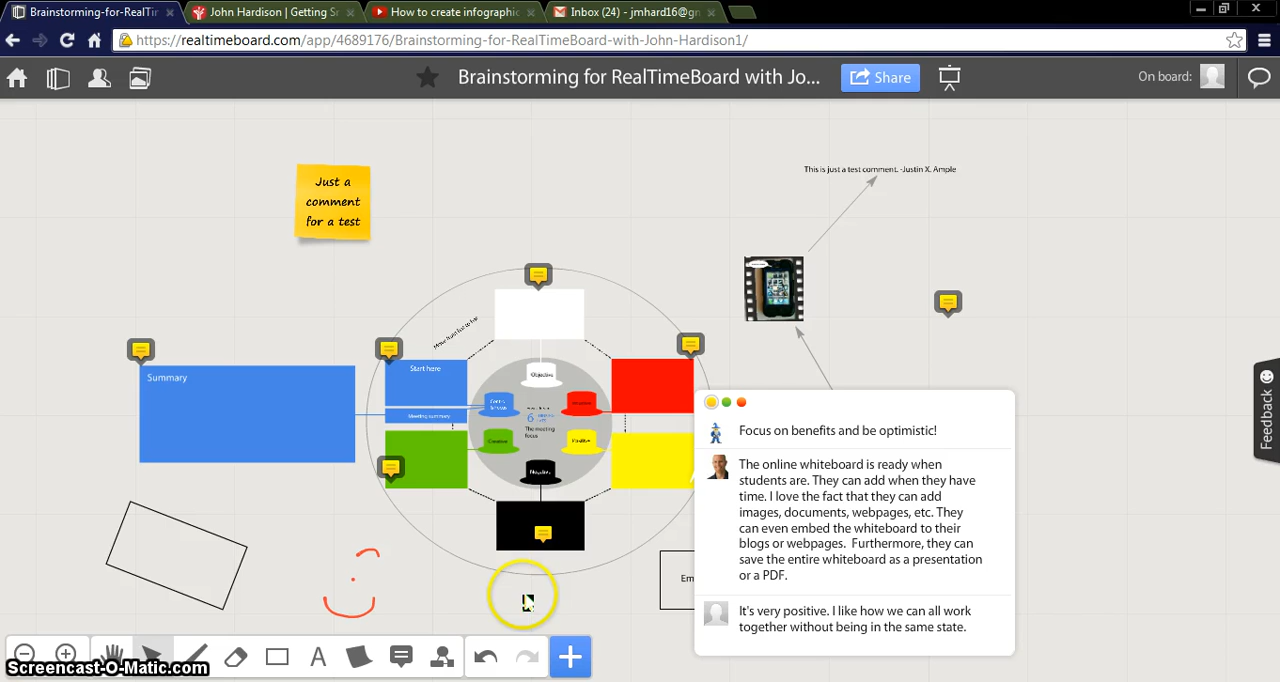 Brainstorming-for-RealTir
John Hardison | Getting Sr
How to create infographic
Inbox (24) - jmhard16@gn
https://realtimeboard.com/app/4689176/Brainstorming-for-RealTimeBoard-with-John-Hardison1/
Brainstorming for RealTimeBoard with Jo...
Share
On board:
Just a
comment
for a test
This is just a test comment. -Justin X. Ample
Summary
Start here
Meeting summary
Objective
Creative
Positive
6
The meeting
focus
Em
Focus on benefits and be optimistic!
The online whiteboard is ready when
students are. They can add when they have
time. I love the fact that they can add
images, documents, webpages, etc. They
can even embed the whiteboard to their
blogs or webpages. Furthermore, they can
save the entire whiteboard as a presentation
or a PDF.
It's very positive. I like how we can all work
together without being in the same state.
Feedback
A
Screencast-O-Matic.com